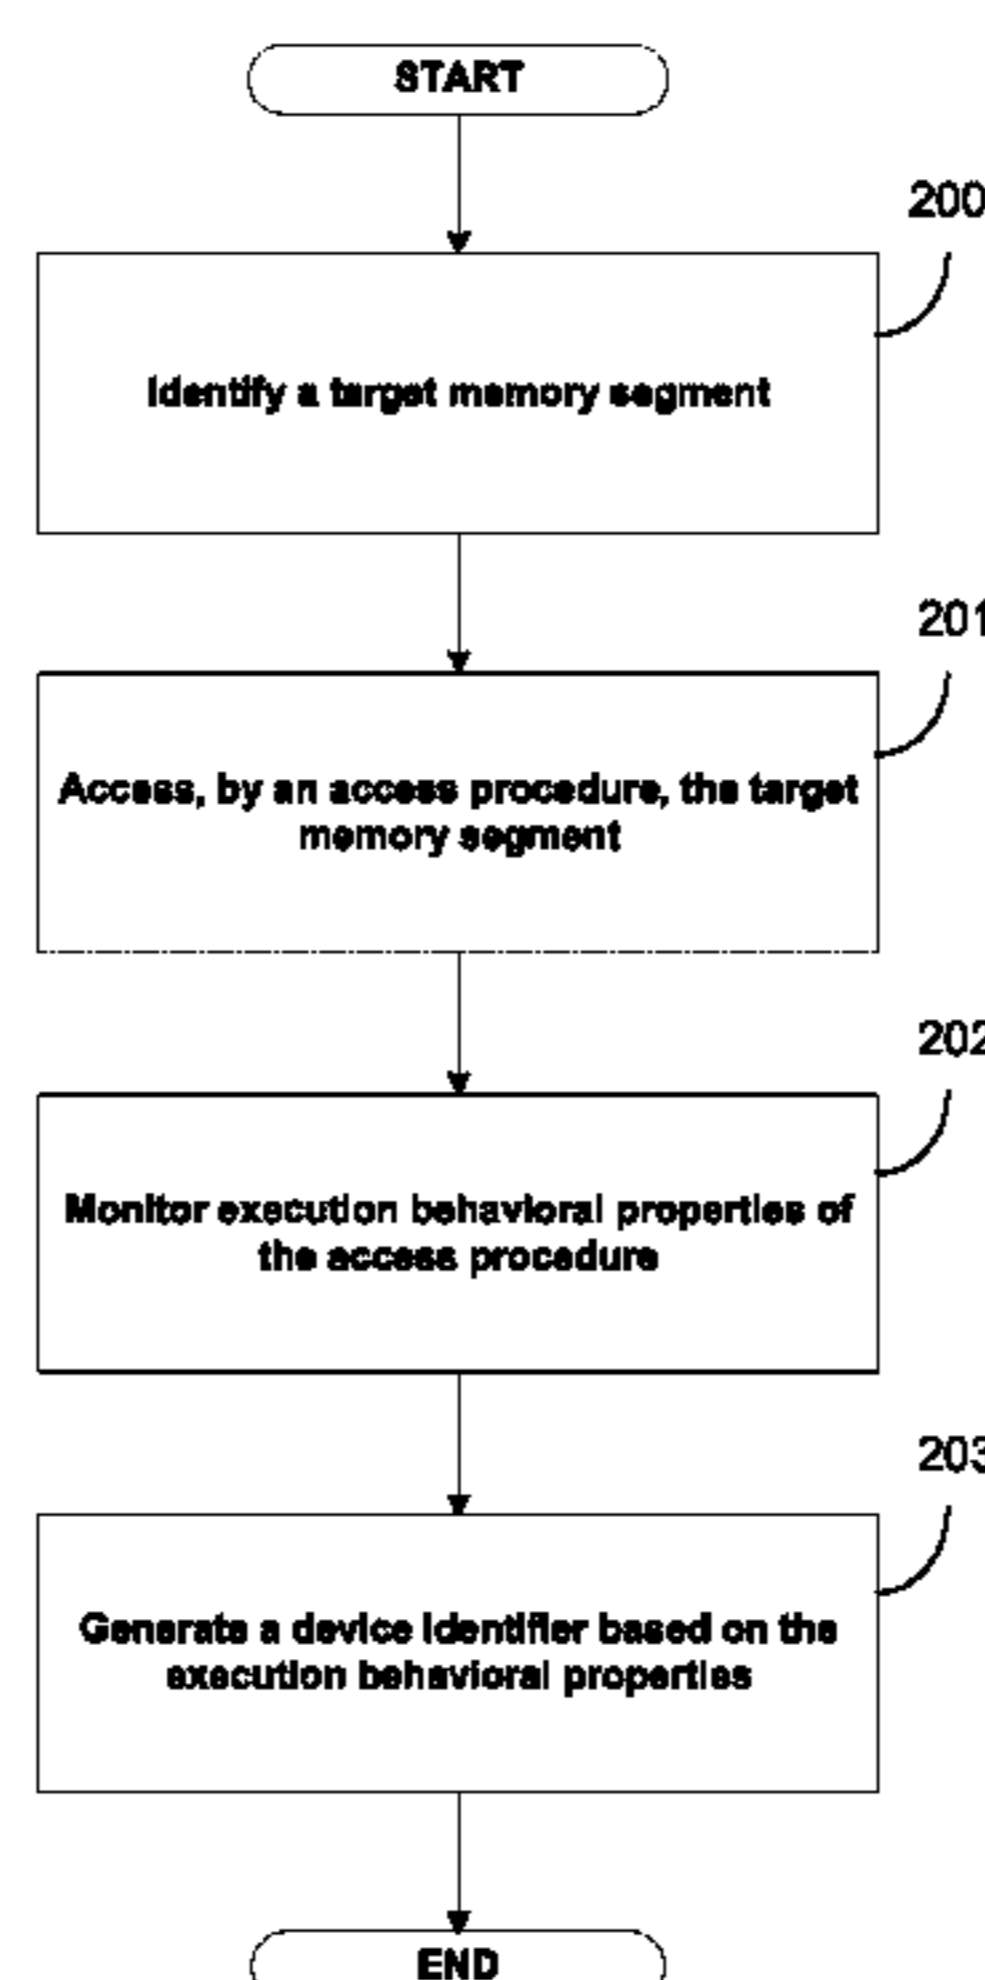 START
200
Identify a target memory segment
201
Access, by an access procedure, the target
memory segment
202
Monitor execution behavioral properties of
the access procedure
203
Generate a device identifier based on the
execution behavioral properties
END